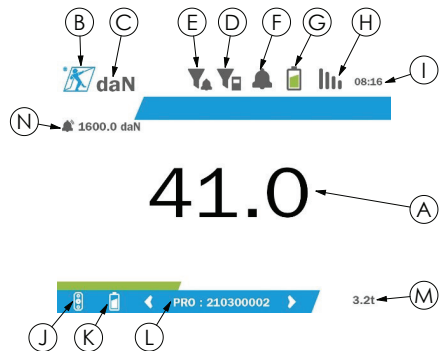 B C E D F G H
daN 08:16 I
N 1600.0 daN
41.0 A
PRO : 210300002 3.2t M
J K L